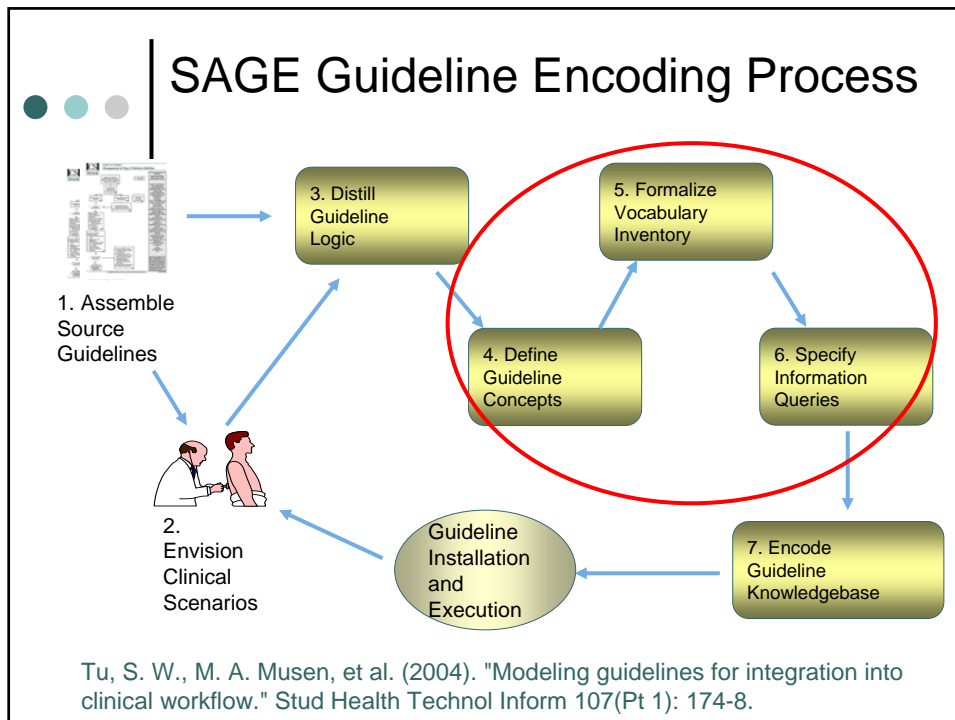 SAGE Guideline Encoding Process
1. Assemble
Source
Guidelines
2.
Envision
Clinical
Scenarios
3. Distill
Guideline
Logic
4. Define
Guideline
Concepts
5. Formalize
Vocabulary
Inventory
6. Specify
Information
Queries
7. Encode
Guideline
Knowledgebase
Guideline
Installation
and
Execution
Tu, S. W., M. A. Musen, et al. (2004). "Modeling guidelines for integration into
clinical workflow." Stud Health Technol Inform 107(Pt 1): 174-8.